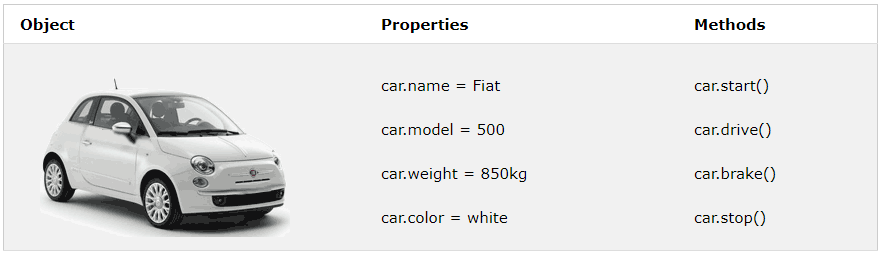 Object Properties Methods
car.name = Fiat car.start()
car.model = 500 car.drive()
car.weight = 850kg car.brake()
car.color = white car.stop()